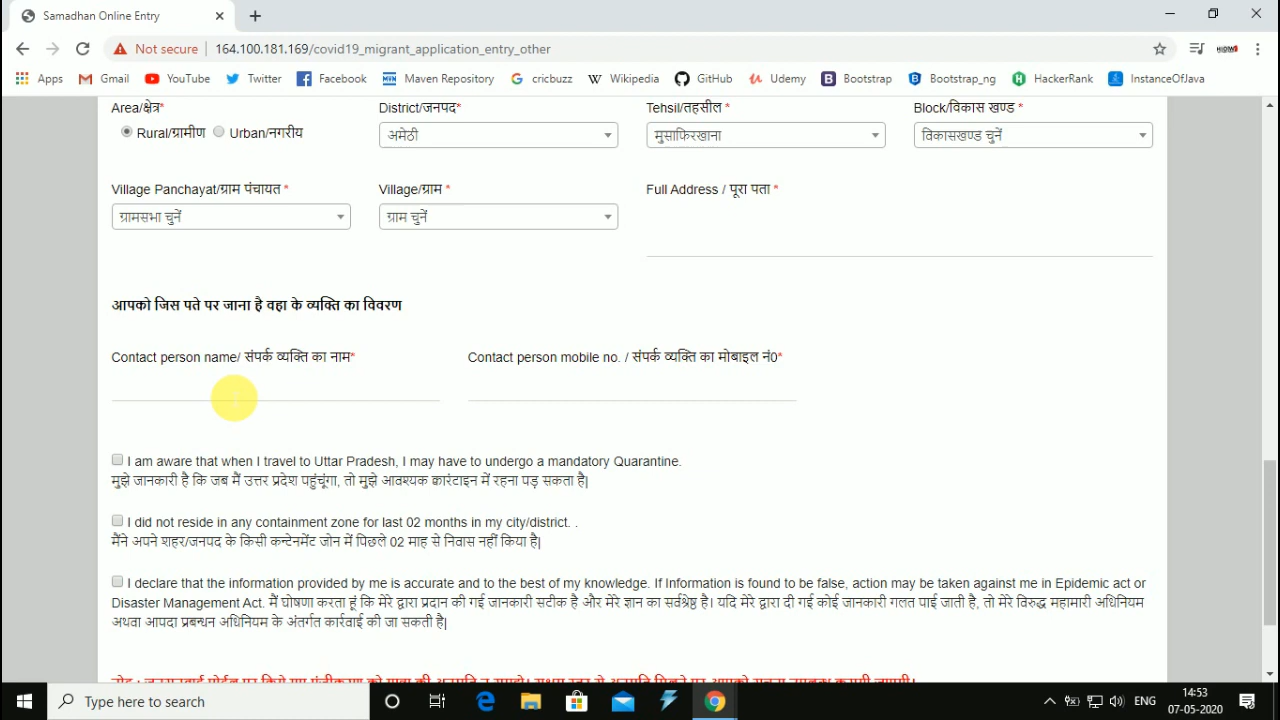 Samadhan Online Entry
Not secure 164.100.181.169/covid19_migrant_application_entry_other
Apps Gmail YouTube Twitter Facebook Maven Repository cricbuzz Wikipedia GitHub Udemy Bootstrap Bootstrap_ng HackerRank InstanceOfJava
Area/क्षेत्र* District/जनपद* Tehsil/तहसील * Block/विकास खण्ड *
Rural/ग्रामीण Urban/नगरीय अमेठी मुसाफिरखाना विकासखण्ड चुनें
Village Panchayat/ग्राम पंचायत * Village/ग्राम * Full Address / पूरा पता *
ग्रामसभा चुनें ग्राम चुनें
आपको जिस पते पर जाना है वहा के व्यक्ति का विवरण
Contact person name/ संपर्क व्यक्ति का नाम* Contact person mobile no. / संपर्क व्यक्ति का मोबाइल नं0*
I am aware that when I travel to Uttar Pradesh, I may have to undergo a mandatory Quarantine.
मुझे जानकारी है कि जब मैं उत्तर प्रदेश पहुंचूंगा, तो मुझे आवश्यक क्वारंटाइन में रहना पड़ सकता है|
I did not reside in any containment zone for last 02 months in my city/district. .
मैंने अपने शहर/जनपद के किसी कन्टेनमेंट जोन में पिछले 02 माह से निवास नहीं किया है|
I declare that the information provided by me is accurate and to the best of my knowledge. If Information is found to be false, action may be taken against me in Epidemic act or
Disaster Management Act. मैं घोषणा करता हूं कि मेरे द्वारा प्रदान की गई जानकारी सटीक है और मेरे ज्ञान का सर्वश्रेष्ठ है। यदि मेरे द्वारा दी गई कोई जानकारी गलत पाई जाती है, तो मेरे विरुद्ध महामारी अधिनियम
अथवा आपदा प्रबन्धन अधिनियम के अंतर्गत कार्रवाई की जा सकती है|
Type here to search
ENG
14:53
07-05-2020